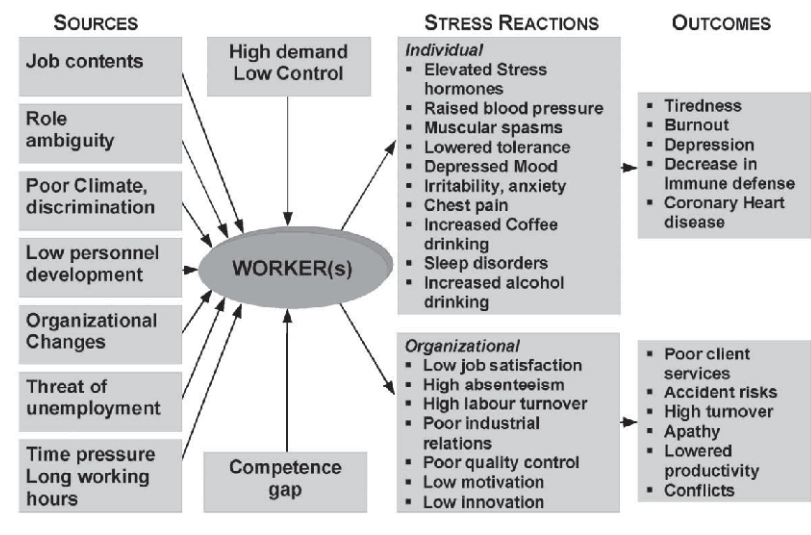 SOURCES
Job contents
Role
ambiguity
Poor Climate,
discrimination
Low personnel
development
Organizational
Changes
Threat of
unemployment
Time pressure
Long working
hours
High demand
Low Control
WORKER(s)
Competence
gap
STRESS REACTIONS
Individual
▪ Elevated Stress
hormones
▪ Raised blood pressure
▪ Muscular spasms
▪ Lowered tolerance
▪ Depressed Mood
▪ Irritability, anxiety
▪ Chest pain
▪ Increased Coffee
drinking
▪ Sleep disorders
▪ Increased alcohol
drinking
Organizational
▪ Low job satisfaction
▪ High absenteeism
▪ High labour turnover
▪ Poor industrial
relations
▪ Poor quality control
▪ Low motivation
▪ Low innovation
OUTCOMES
▪ Tiredness
▪ Burnout
▪ Depression
▪ Decrease in
Immune defense
▪ Coronary Heart
disease
▪ Poor client
services
▪ Accident risks
▪ High turnover
▪ Apathy
▪ Lowered
productivity
▪ Conflicts